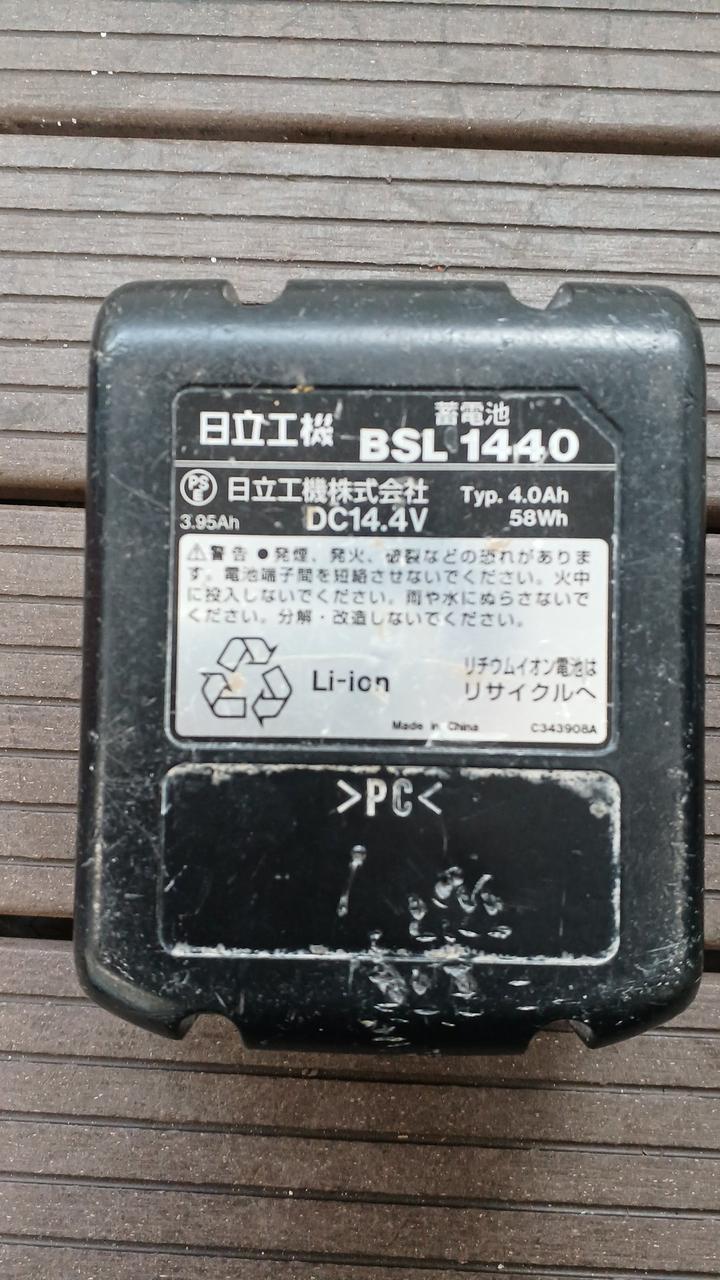 蓄電池
日立工機 BSL 1440
PS E 日立工機株式会社 Typ. 4.0Ah
3.95Ah DC14.4V 58Wh
⚠警告 ●発煙、発火、破裂などの恐れがありま
す。電池端子間を短絡させないでください。火中
に投入しないでください。雨や水にぬらさないで
ください。分解・改造しないでください。
リチウムイオン電池は
Li-ion リサイクルへ
Made in China C343908A
>PC<